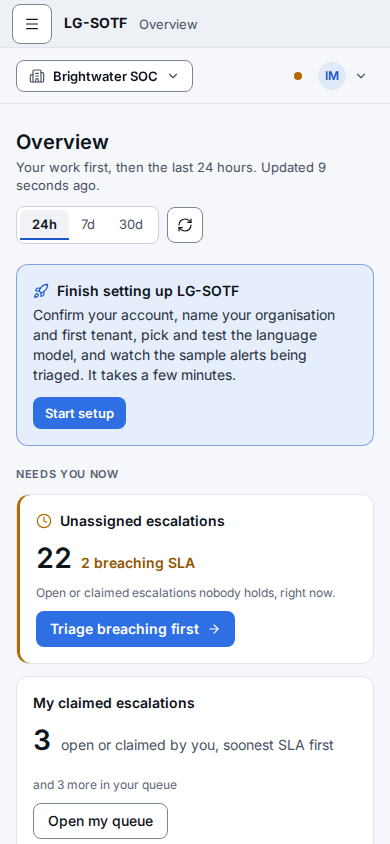 LG-SOTF Overview
Brightwater SOC
IM
Overview
Your work first, then the last 24 hours. Updated 9
seconds ago.
24h 7d 30d
Finish setting up LG-SOTF
Confirm your account, name your organisation
and first tenant, pick and test the language
model, and watch the sample alerts being
triaged. It takes a few minutes.
Start setup
NEEDS YOU NOW
Unassigned escalations
22 2 breaching SLA
Open or claimed escalations nobody holds, right now.
Triage breaching first
My claimed escalations
3 open or claimed by you, soonest SLA first
and 3 more in your queue
Open my queue